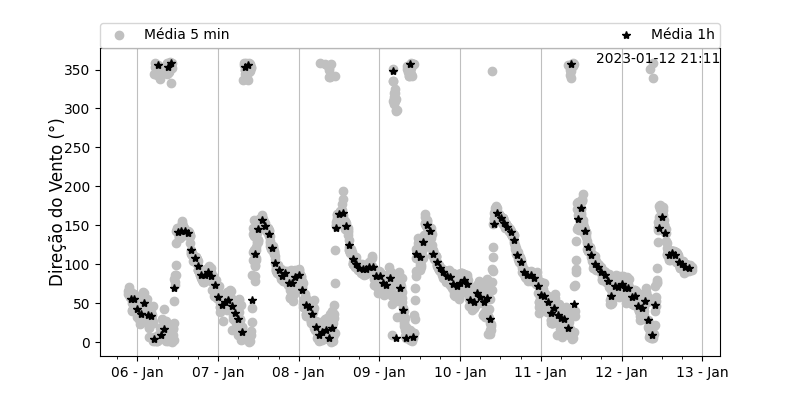 Média 5 min
Média 1h
2023-01-12 21:11
Direção do Vento (°)
350
300
250
200
150
100
50
0
06 - Jan
07 - Jan
08 - Jan
09 - Jan
10 - Jan
11 - Jan
12 - Jan
13 - Jan